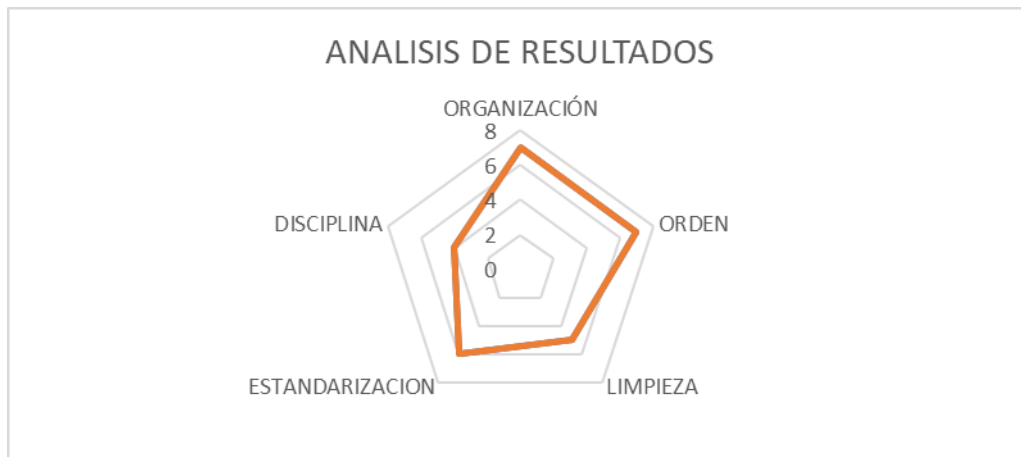 ANALISIS DE RESULTADOS
ORGANIZACIÓN
8
6
4
2
0
DISCIPLINA
ORDEN
ESTANDARIZACION
LIMPIEZA